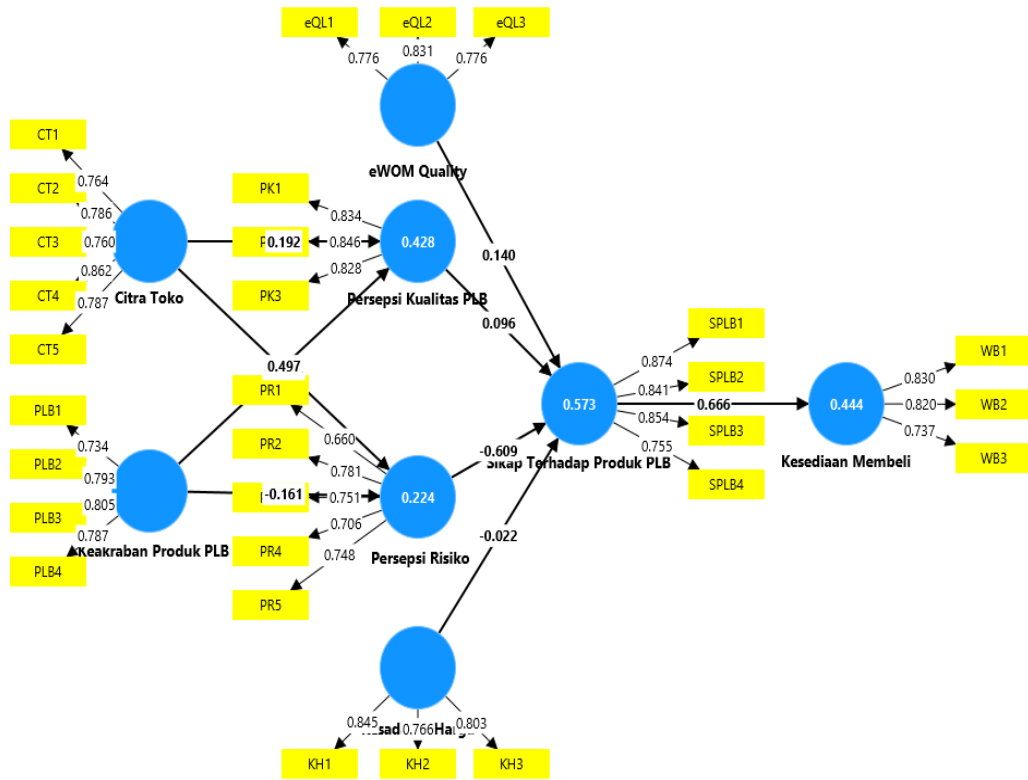 eQL1
eQL2
eQL3
0.776
0.831
0.776
eWOM Quality
CT1
CT2
CT3
CT4
CT5
0.764
0.786
0.760
0.862
0.787
Citra Toko
PK1
PK3
0.834
0.846
0.828
0.192
0.428
Persepsi Kualitas PLB
0.140
0.096
0.497
PLB1
PLB2
PLB3
PLB4
0.734
0.793
0.805
0.787
Keakraban Produk PLB
PR1
PR2
PR4
PR5
0.660
0.781
0.751
0.706
0.748
-0.161
0.224
Persepsi Risiko
-0.609
-0.022
0.573
Sikap Terhadap Produk PLB
SPLB1
SPLB2
SPLB3
SPLB4
0.874
0.841
0.854
0.755
0.666
0.444
Kesediaan Membeli
WB1
WB2
WB3
0.830
0.820
0.737
0.845
0.766
0.803
KH1
KH2
KH3